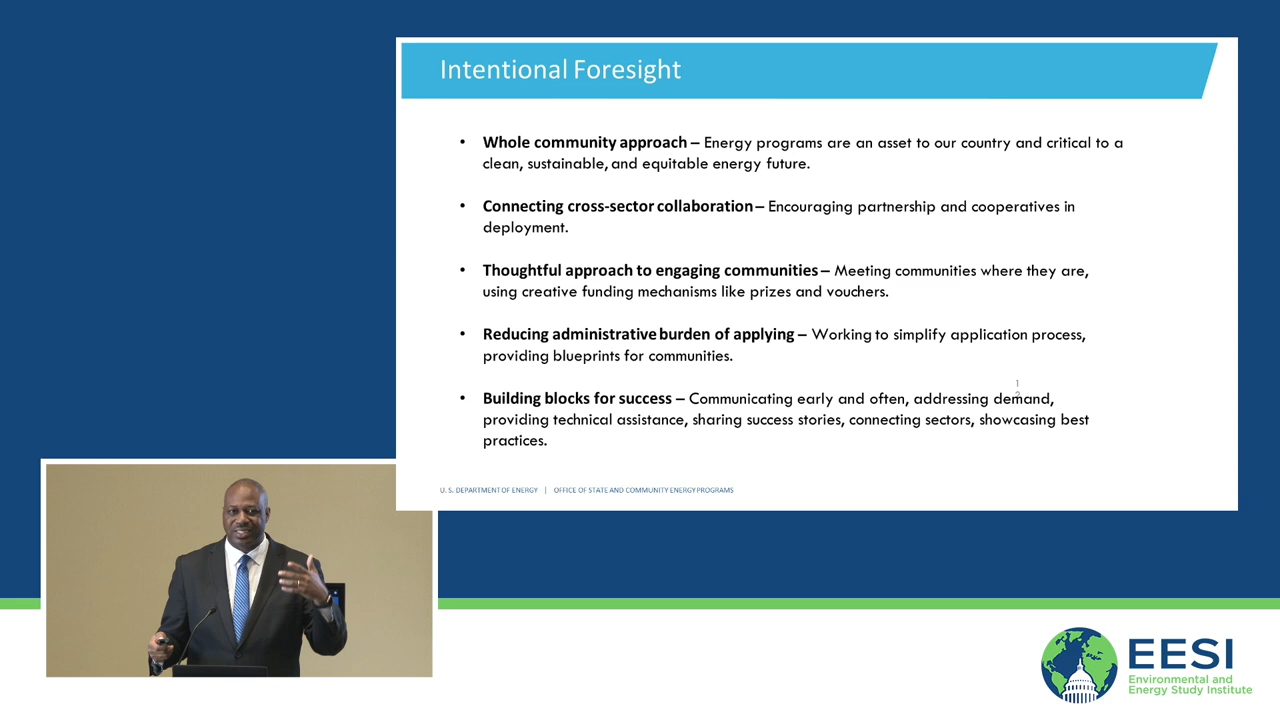 Intentional Foresight
• Whole community approach – Energy programs are an asset to our country and critical to a
clean, sustainable, and equitable energy future.
• Connecting cross-sector collaboration – Encouraging partnership and cooperatives in
deployment.
• Thoughtful approach to engaging communities – Meeting communities where they are,
using creative funding mechanisms like prizes and vouchers.
• Reducing administrative burden of applying – Working to simplify application process,
providing blueprints for communities.
1
• Building blocks for success – Communicating early and often, addressing demand,
providing technical assistance, sharing success stories, connecting sectors, showcasing best
practices.
U. S. DEPARTMENT OF ENERGY | OFFICE OF STATE AND COMMUNITY ENERGY PROGRAMS
EESI
Environmental and
Energy Study Institute